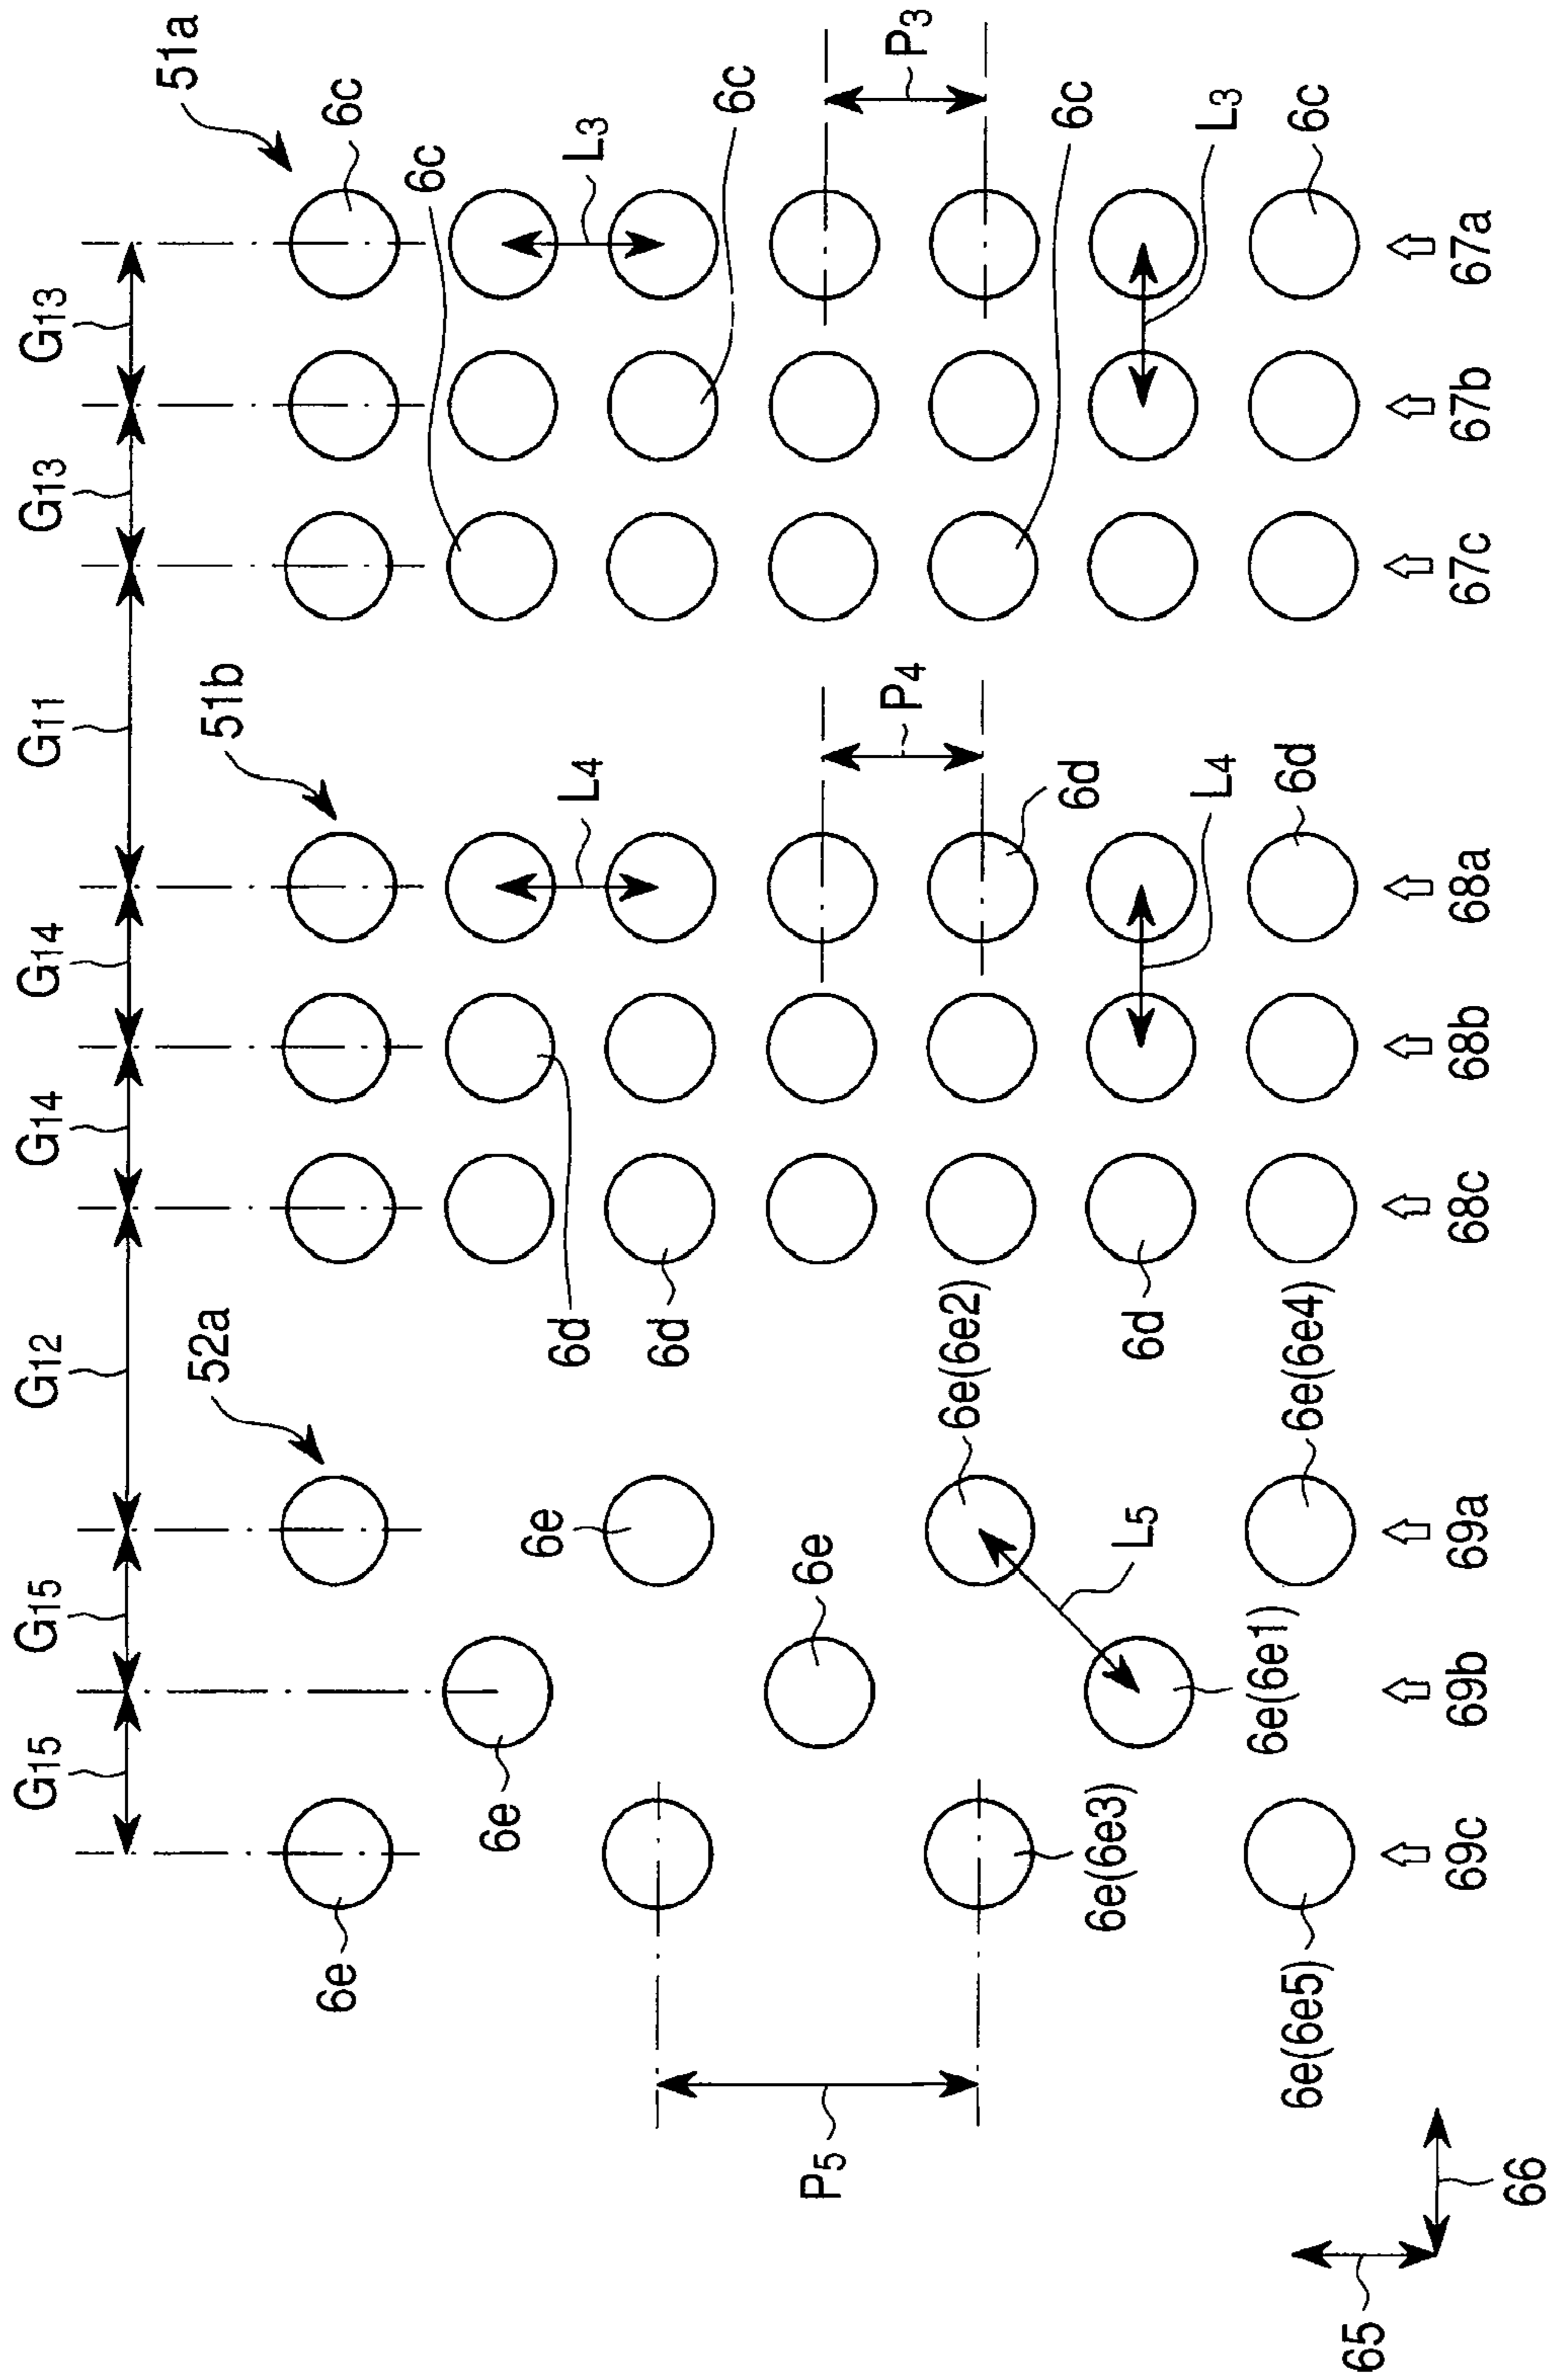 G15 G15 G12 G14 G14 G11 G13 G13
52a 51b 51a
6e 6c
6c
6e 6e 6d L4 L3
6d 6c
P5 6e P4 P3
6e(6e2)
6e(6e3) 6d 6c
L5 6d L4 L3
6e(6e1)
6e(6e5) 6e(6e4) 6d 6c
65
69c 69b 69a 68c 68b 68a 67c 67b 67a
66